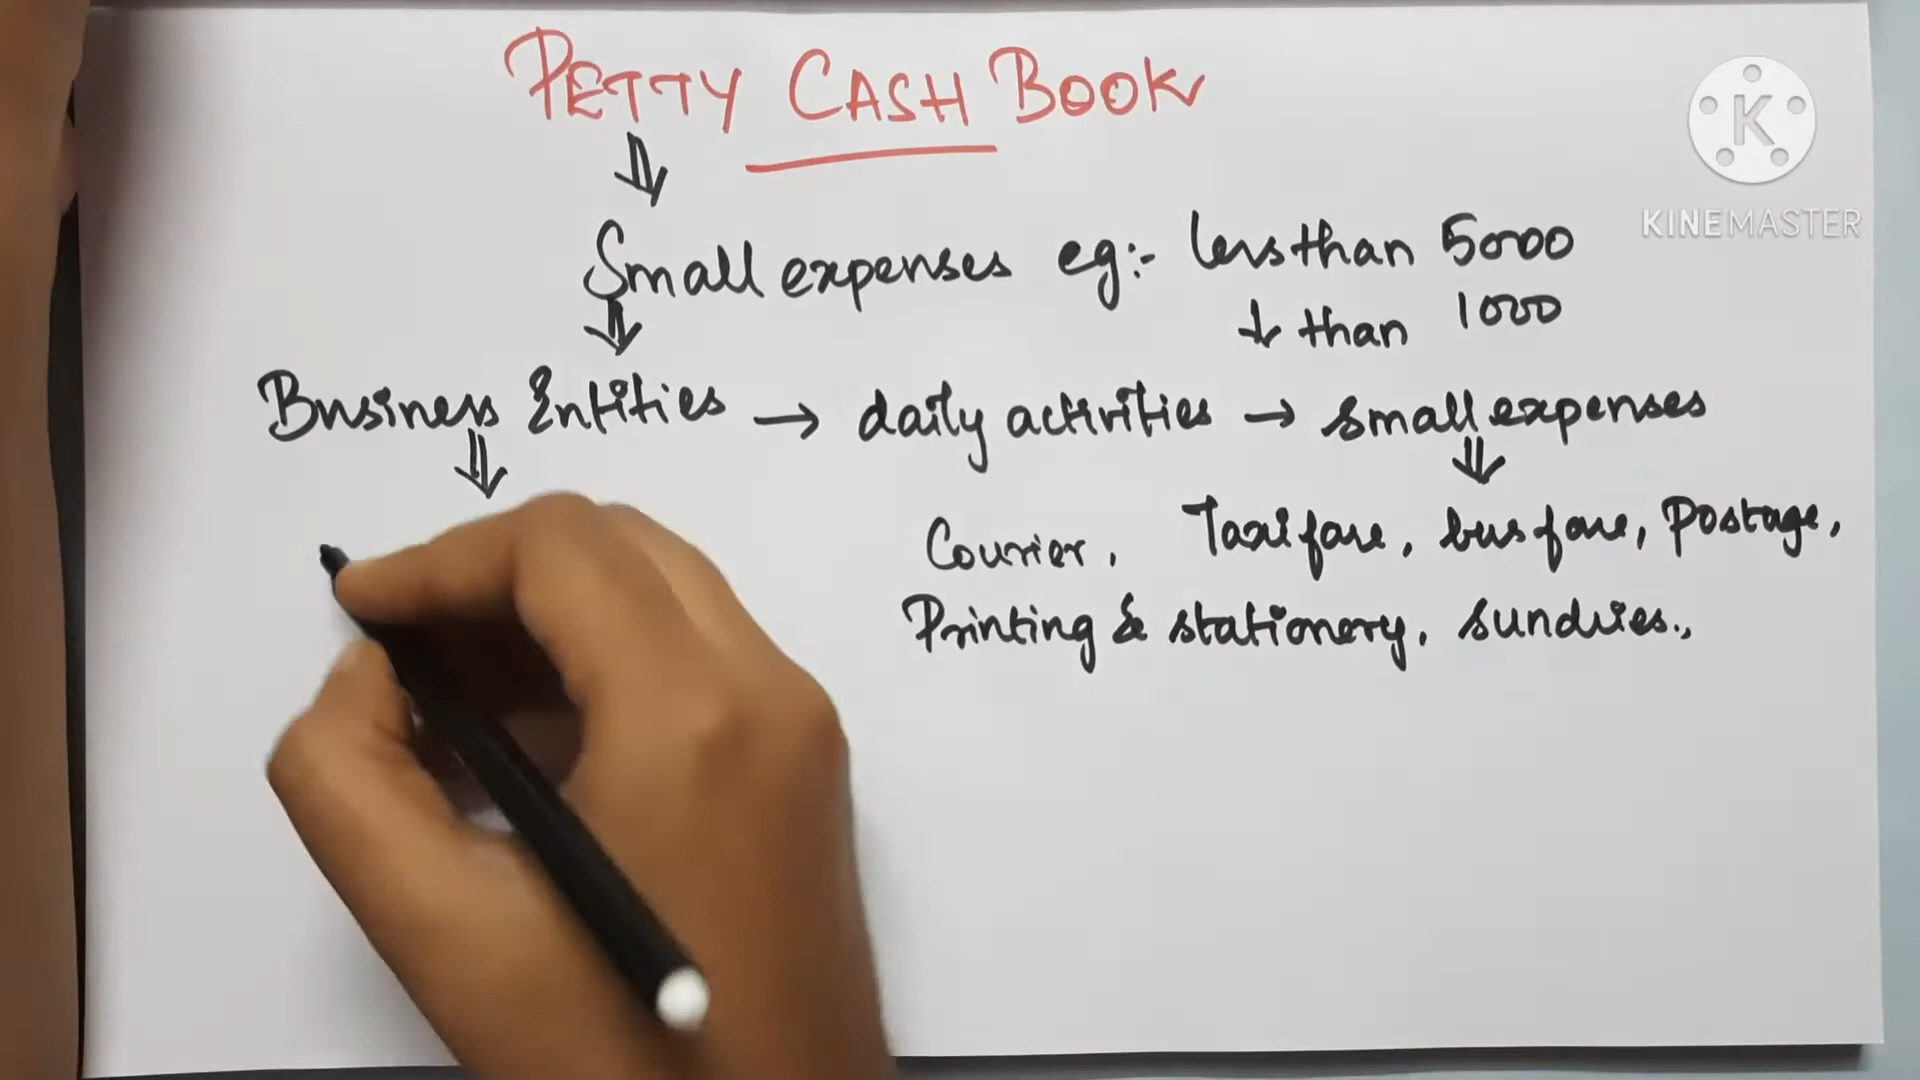 PETTY CASH BOOK
K
KINEMASTER
Small expenses eg:- less than 5000
↓ than 1000
Business Entities → daily activities → small expenses
Courier, Taxi fare, bus fare, Postage,
Printing & stationery, sundries.,